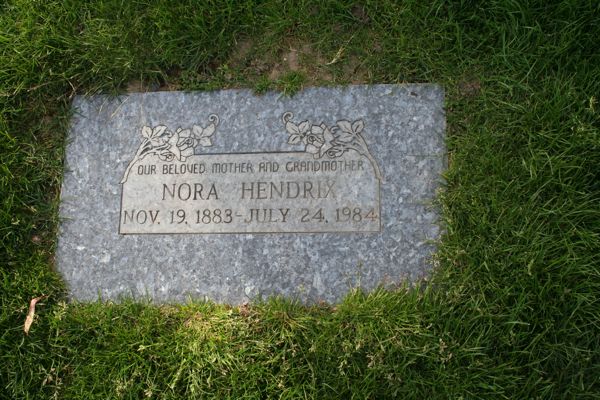 OUR BELOVED MOTHER AND GRANDMOTHER
NORA HENDRIX
NOV. 19, 1883 - JULY 24, 1984